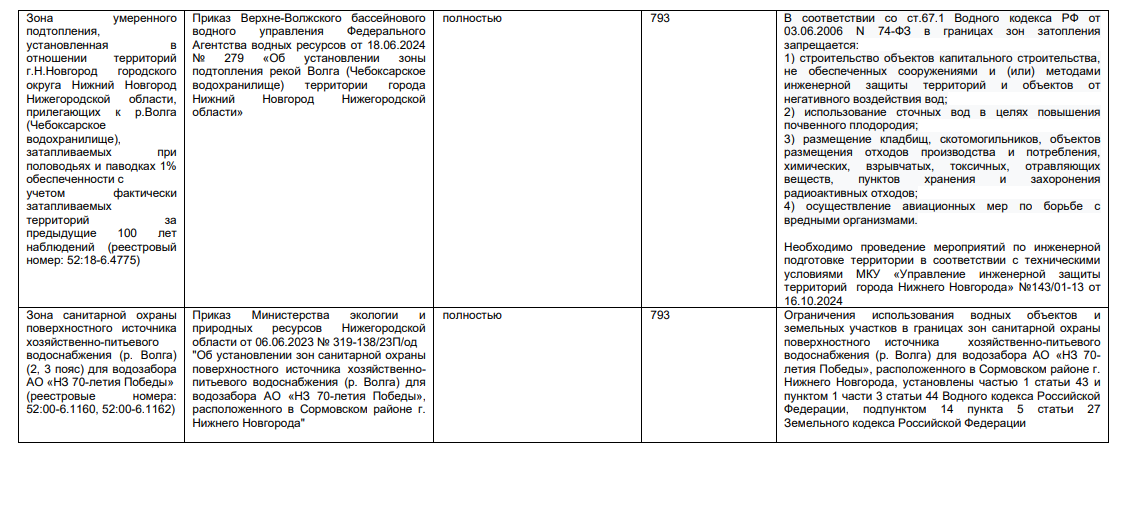 Зона умеренного
подтопления,
установленная в
отношении территорий
г.Н.Новгород городского
округа Нижний Новгород
Нижегородской области,
прилегающих к р.Волга
(Чебоксарское
водохранилище),
затапливаемых при
половодьях и паводках 1%
обеспеченности с
учетом фактически
затапливаемых
территорий за
предыдущие 100 лет
наблюдений (реестровый
номер: 52:18-6.4775)
Приказ Верхне-Волжского бассейнового
водного управления Федерального
Агентства водных ресурсов от 18.06.2024
№ 279 «Об установлении зоны
подтопления рекой Волга (Чебоксарское
водохранилище) территории города
Нижний Новгород Нижегородской
области»
полностью
793
В соответствии со ст.67.1 Водного кодекса РФ от
03.06.2006 N 74-ФЗ в границах зон затопления
запрещается:
1) строительство объектов капитального строительства,
не обеспеченных сооружениями и (или) методами
инженерной защиты территорий и объектов от
негативного воздействия вод;
2) использование сточных вод в целях повышения
почвенного плодородия;
3) размещение кладбищ, скотомогильников, объектов
размещения отходов производства и потребления,
химических, взрывчатых, токсичных, отравляющих
веществ, пунктов хранения и захоронения
радиоактивных отходов;
4) осуществление авиационных мер по борьбе с
вредными организмами.
Необходимо проведение мероприятий по инженерной
подготовке территории в соответствии с техническими
условиями МКУ «Управление инженерной защиты
территорий города Нижнего Новгорода» №143/01-13 от
16.10.2024
Зона санитарной охраны
поверхностного источника
хозяйственно-питьевого
водоснабжения (р. Волга)
(2, 3 пояс) для водозабора
АО «НЗ 70-летия Победы»
(реестровые номера:
52:00-6.1160, 52:00-6.1162)
Приказ Министерства экологии и
природных ресурсов Нижегородской
области от 06.06.2023 № 319-138/23П/од
"Об установлении зон санитарной охраны
поверхностного источника хозяйственно-
питьевого водоснабжения (р. Волга) для
водозабора АО «НЗ 70-летия Победы»,
расположенного в Сормовском районе г.
Нижнего Новгорода"
полностью
793
Ограничения использования водных объектов и
земельных участков в границах зон санитарной охраны
поверхностного источника хозяйственно-питьевого
водоснабжения (р. Волга) для водозабора АО «НЗ 70-
летия Победы», расположенного в Сормовском районе г.
Нижнего Новгорода, установлены частью 1 статьи 43 и
пунктом 1 части 3 статьи 44 Водного кодекса Российской
Федерации, подпунктом 14 пункта 5 статьи 27
Земельного кодекса Российской Федерации